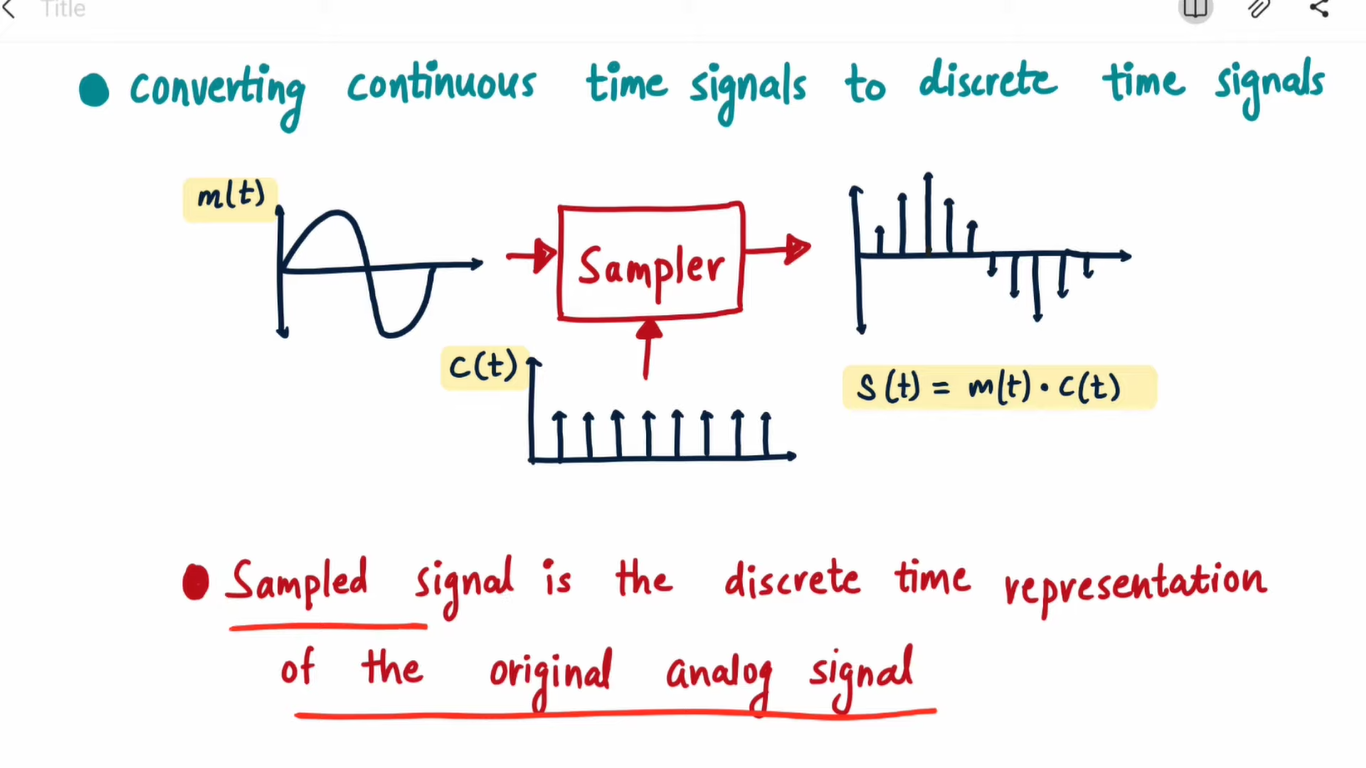 Title
converting continuous time signals to discrete time signals
m(t)
Sampler
c(t)
s(t) = m(t) · c(t)
Sampled signal is the discrete time representation
of the original analog signal